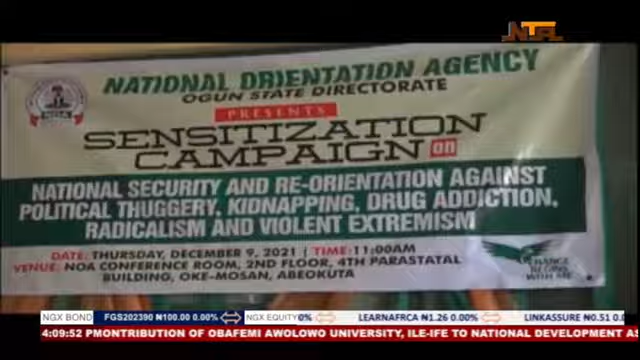 NTA
NATIONAL ORIENTATION AGENCY
OGUN STATE DIRECTORATE
PRESENTS
SENSITIZATION
CAMPAIGN on
NATIONAL SECURITY AND RE-ORIENTATION AGAINST
POLITICAL THUGGERY, KIDNAPPING, DRUG ADDICTION,
RADICALISM AND VIOLENT EXTREMISM
DATE: THURSDAY, DECEMBER 9, 2021 | TIME: 11:00AM
VENUE: NOA CONFERENCE ROOM, 2ND FLOOR, 4TH PARASTATAL
BUILDING, OKE-MOSAN, ABEOKUTA
CHANGE
BEGINS
WITH ME
NGX BOND FGS202390 ₦100.00 0.00% NGX EQUITY 0% LEARNAFRCA ₦1.26 0.00% LINKASSURE ₦0.51 0.
4:09:52 PM ONTRIBUTION OF OBAFEMI AWOLOWO UNIVERSITY, ILE-IFE TO NATIONAL DEVELOPMENT AS